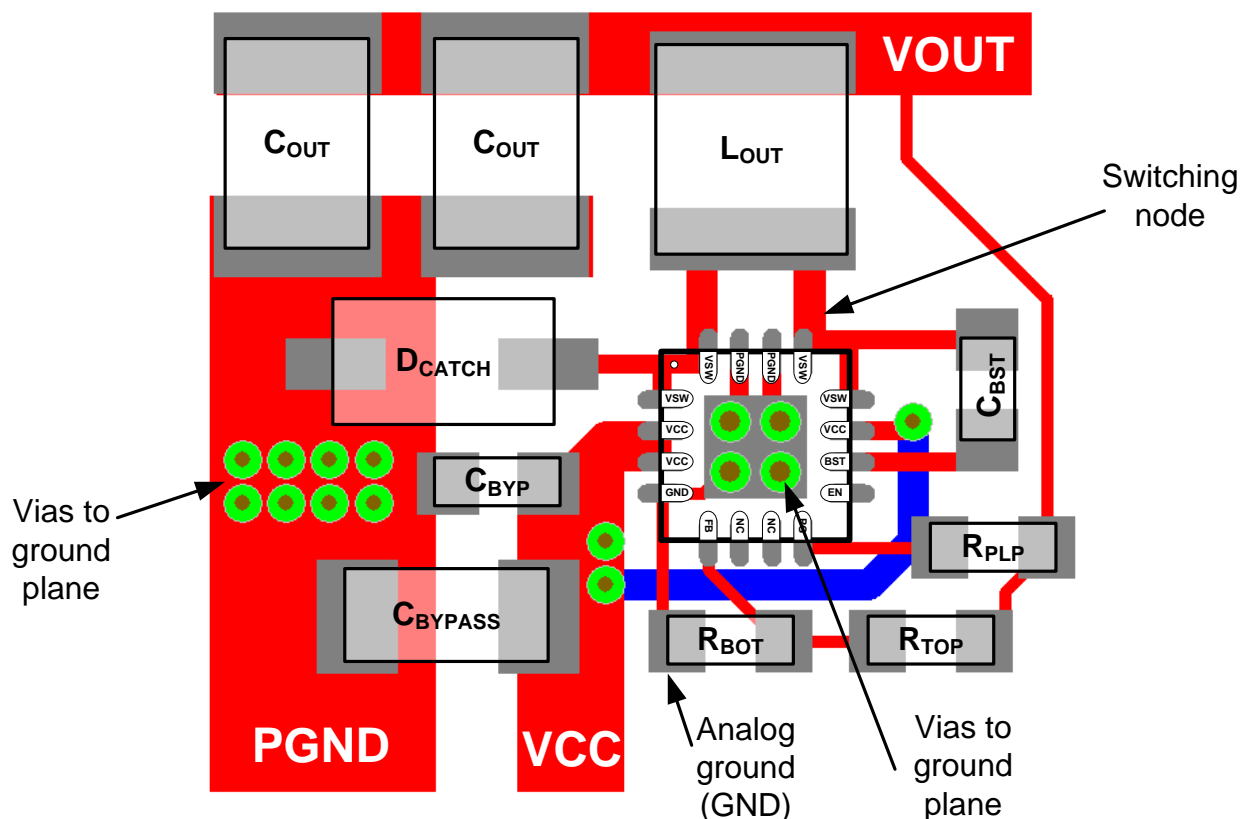 VOUT
COUT
COUT
LOUT
Switching
node
DCATCH
CBST
VSW
PGND
PGND
VSW
VSW
VSW
VCC
VCC
VCC
BST
GND
EN
FB
NC
NC
PG
CBYP
Vias to
ground
plane
RPLP
CBYPASS
RBOT
RTOP
PGND
VCC
Analog
ground
(GND)
Vias to
ground
plane